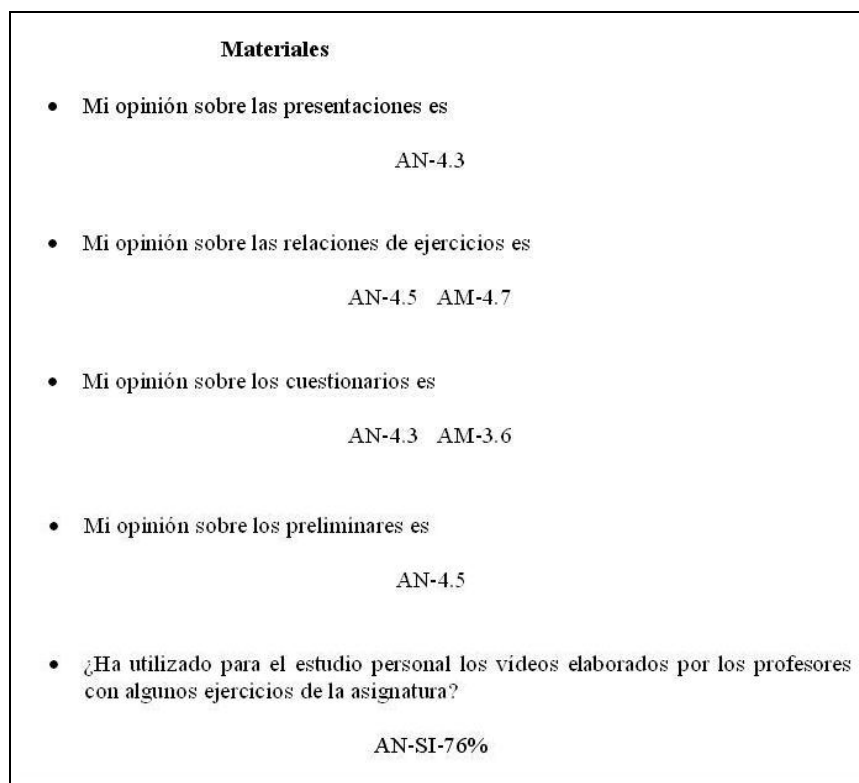 Materiales
• Mi opinión sobre las presentaciones es
AN-4.3
• Mi opinión sobre las relaciones de ejercicios es
AN-4.5 AM-4.7
• Mi opinión sobre los cuestionarios es
AN-4.3 AM-3.6
• Mi opinión sobre los preliminares es
AN-4.5
• ¿Ha utilizado para el estudio personal los vídeos elaborados por los profesores
con algunos ejercicios de la asignatura?
AN-SI-76%